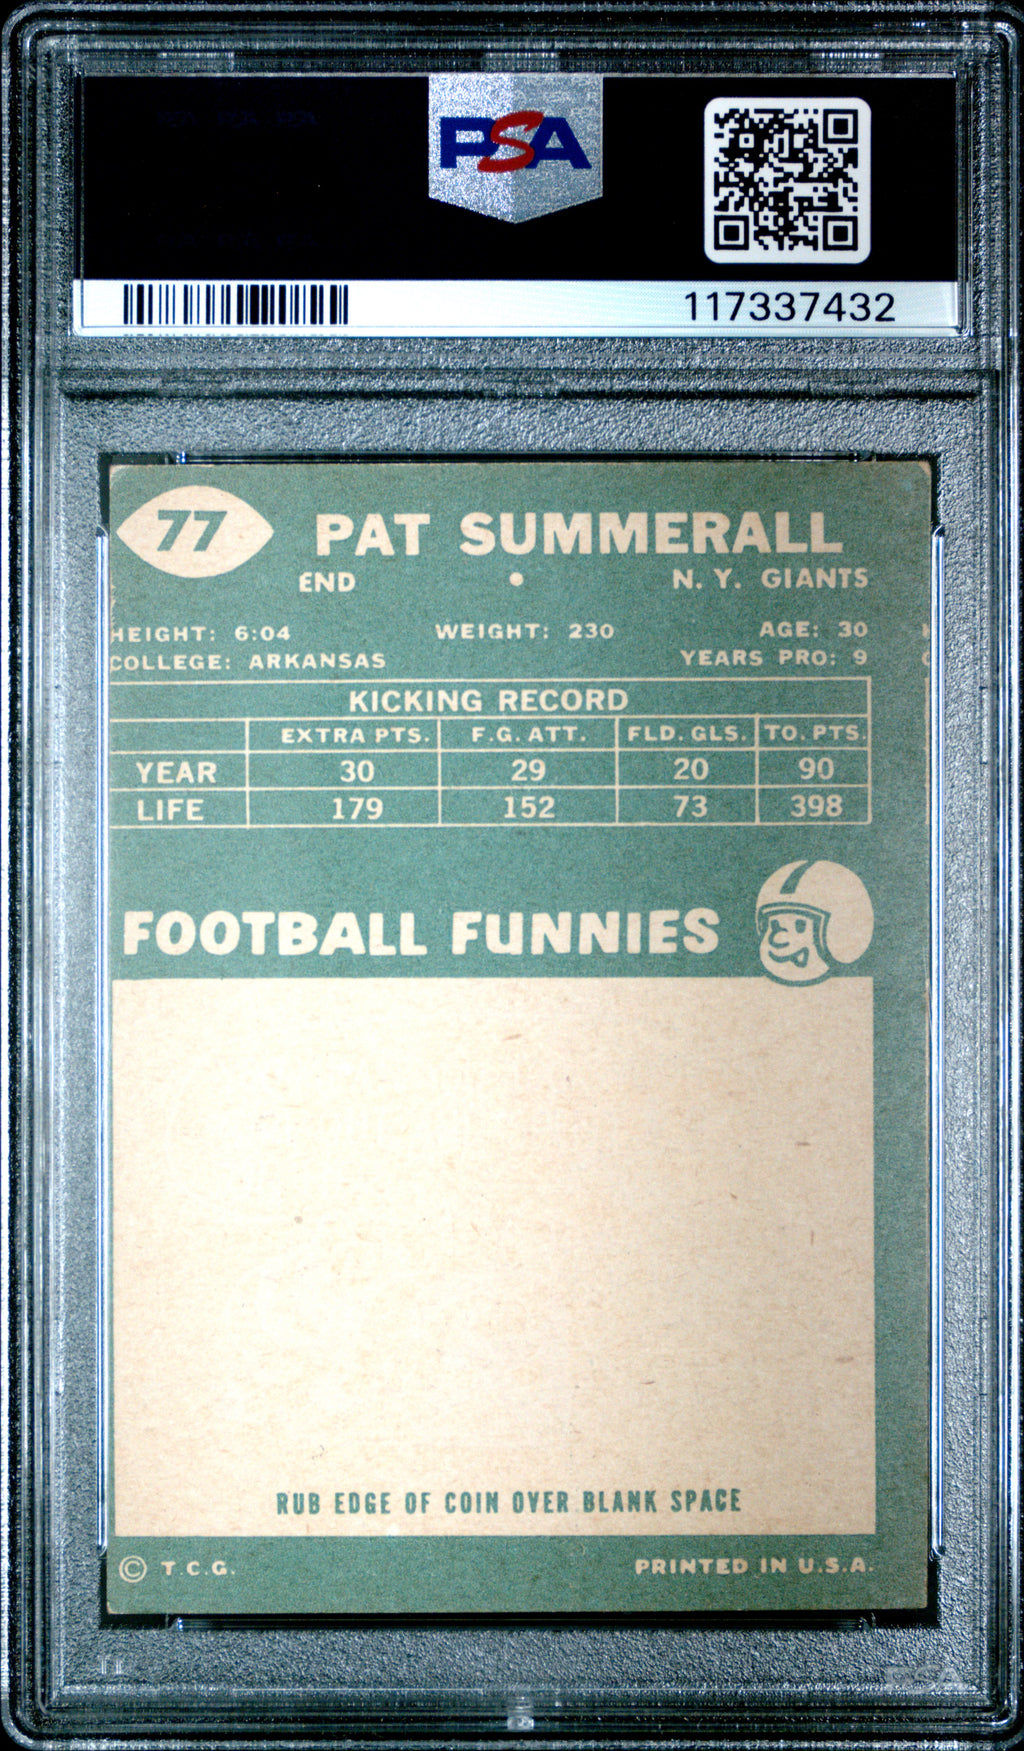 PSA
117337432
77 PAT SUMMERALL
END • N. Y. GIANTS
HEIGHT: 6:04 WEIGHT: 230 AGE: 30
COLLEGE: ARKANSAS YEARS PRO: 9
KICKING RECORD
EXTRA PTS. F.G. ATT. FLD. GLS. TO. PTS.
YEAR 30 29 20 90
LIFE 179 152 73 398
FOOTBALL FUNNIES
RUB EDGE OF COIN OVER BLANK SPACE
© T.C.G. PRINTED IN U.S.A.
PSA